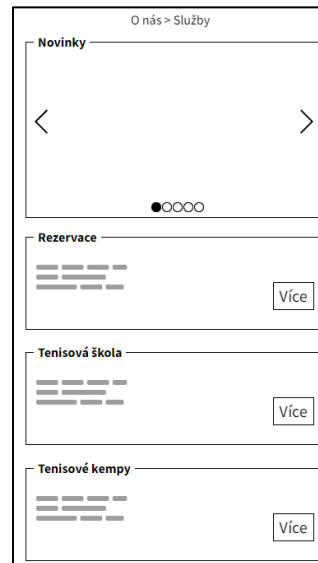 O nás > Služby
Novinky
Rezervace
Více
Tenisová škola
Více
Tenisové kempy
Více